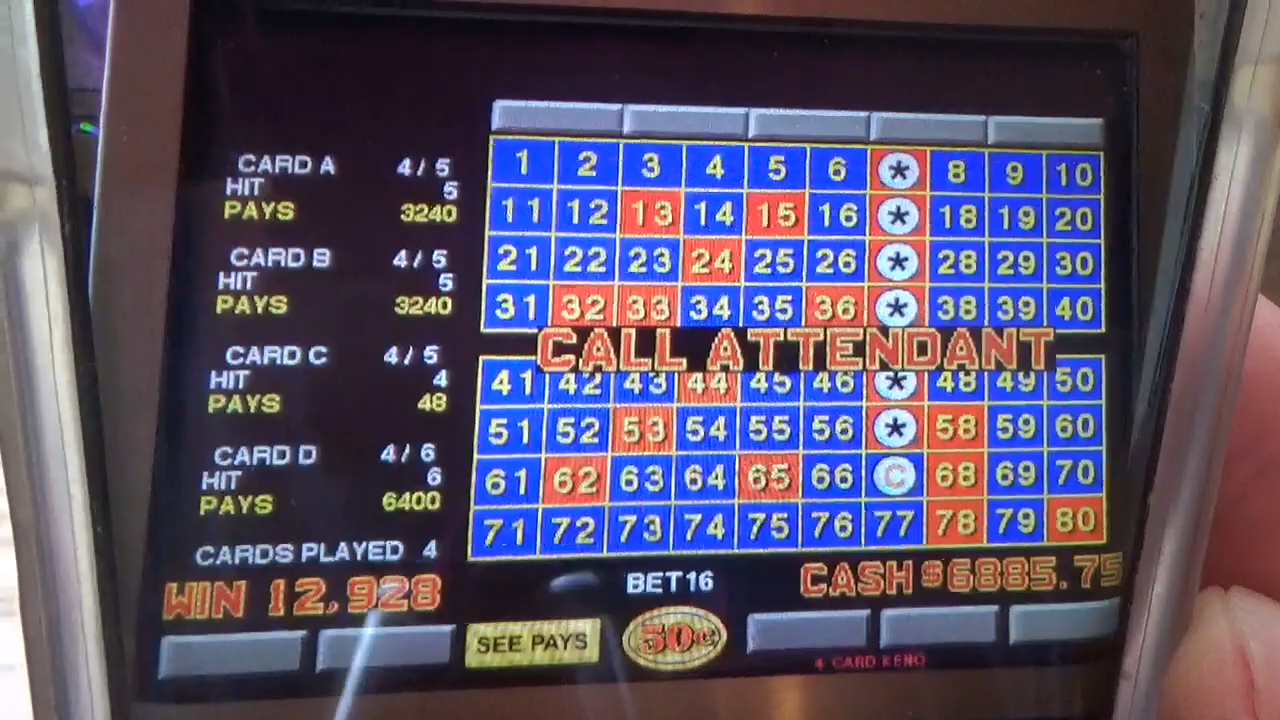 CARD A 4/5
HIT 5
PAYS 3240
CARD B 4/5
HIT 5
PAYS 3240
CARD C 4/5
HIT 4
PAYS 48
CARD D 4/6
HIT 6
PAYS 6400
CARDS PLAYED 4
WIN 12,928
1 2 3 4 5 6 * 8 9 10
11 12 13 14 15 16 * 18 19 20
21 22 23 24 25 26 * 28 29 30
31 32 33 34 35 36 * 38 39 40
CALL ATTENDANT
41 42 43 44 45 46 * 48 49 50
51 52 53 54 55 56 * 58 59 60
61 62 63 64 65 66 C 68 69 70
71 72 73 74 75 76 77 78 79 80
BET16
CASH $6885.75
SEE PAYS
50¢
4 CARD KENO